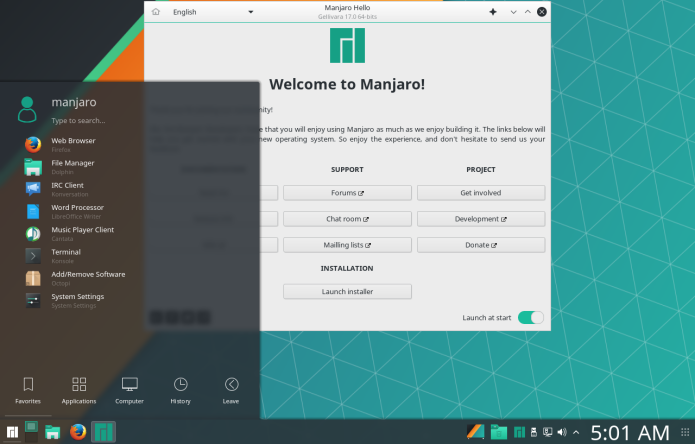 English
Manjaro Hello
Gellivara 17.0 64-bits
Welcome to Manjaro!
that you will enjoy using Manjaro as much as we enjoy building it. The links below will
new operating system. So enjoy the experience, and don't hesitate to send us your
SUPPORT
PROJECT
Forums
Get involved
Chat room
Development
Mailling lists
Donate
INSTALLATION
Launch installer
Launch at start
manjaro
Type to search...
Web Browser
Firefox
File Manager
Dolphin
IRC Client
Konversation
Word Processor
LibreOffice Writer
Music Player Client
Cantata
Terminal
Konsole
Add/Remove Software
Octopi
System Settings
System Settings
Favorites
Applications
Computer
History
Leave
5:01 AM